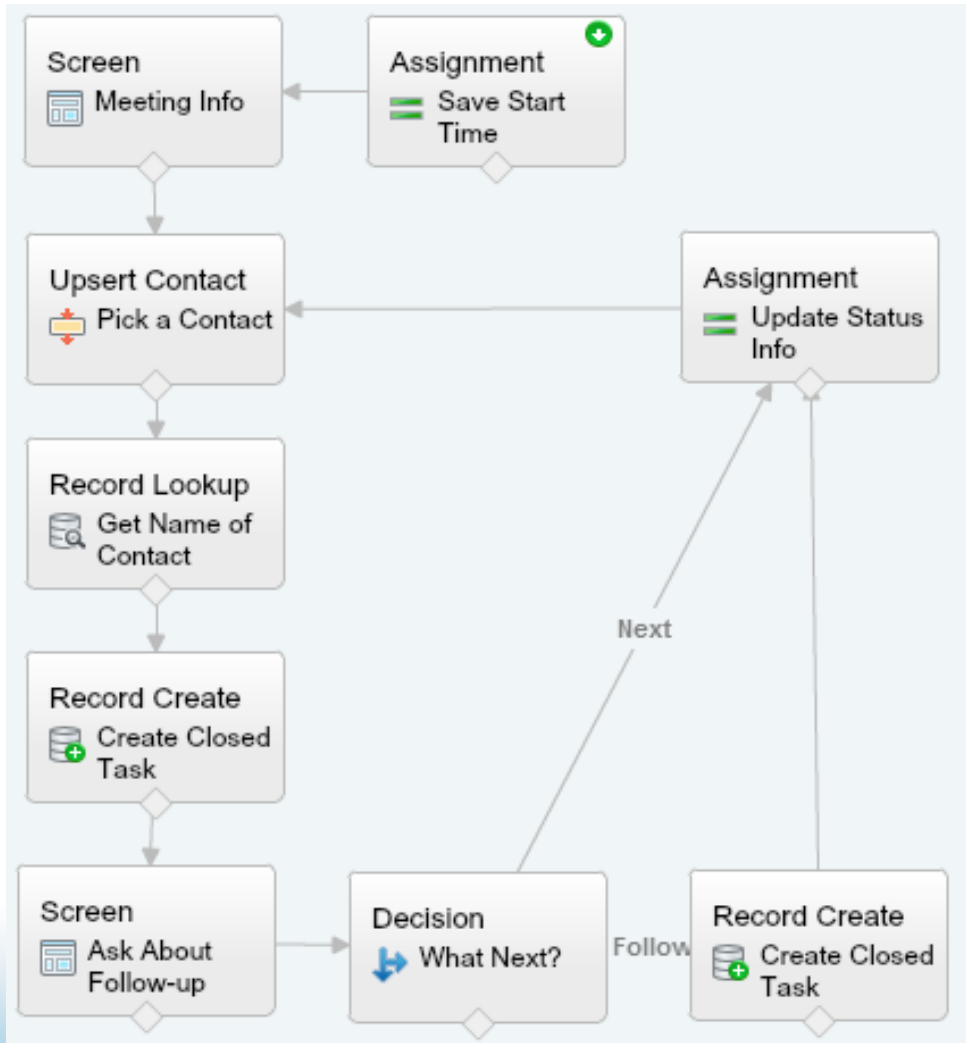 Screen
Meeting Info
Assignment
Save Start
Time
Upsert Contact
Pick a Contact
Assignment
Update Status
Info
Record Lookup
Get Name of
Contact
Next
Record Create
Create Closed
Task
Screen
Ask About
Follow-up
Decision
What Next?
Follow
Record Create
Create Closed
Task